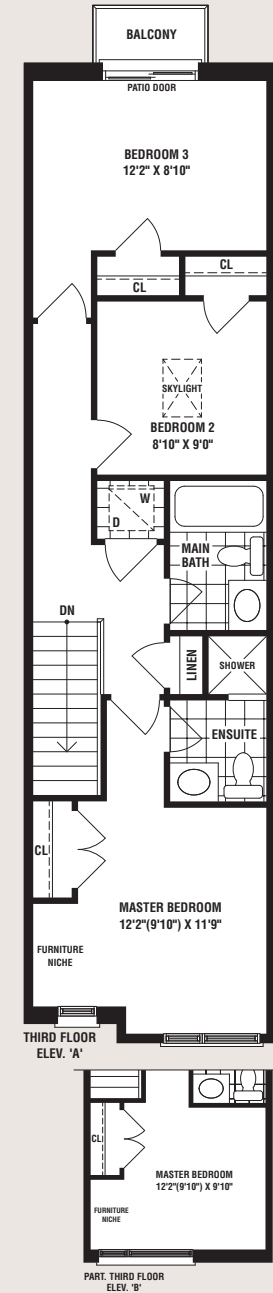 BALCONY
PATIO DOOR
BEDROOM 3
12'2" X 8'10"
CL
CL
SKYLIGHT
BEDROOM 2
8'10" X 9'0"
W
D
MAIN
BATH
DN
LINEN
SHOWER
ENSUITE
CL
MASTER BEDROOM
12'2"(9'10") X 11'9"
FURNITURE
NICHE
THIRD FLOOR
ELEV. 'A'
CL
MASTER BEDROOM
12'2"(9'10") X 9'10"
FURNITURE
NICHE
PART. THIRD FLOOR
ELEV. 'B'